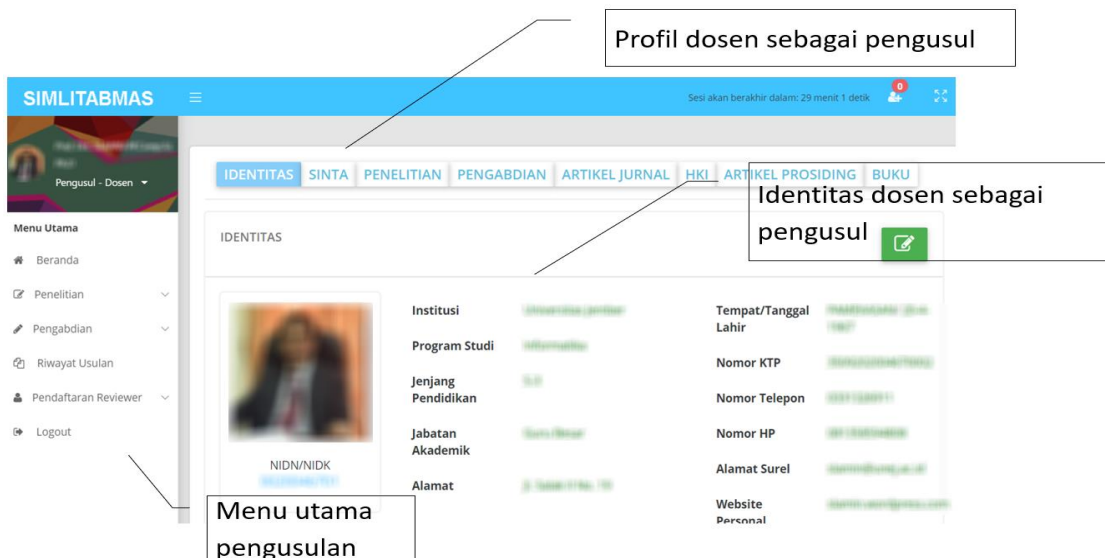 Profil dosen sebagai pengusul
SIMLITABMAS
Sesi akan berakhir dalam: 29 menit 1 detik
0
Pengusul - Dosen
IDENTITAS SINTA PENELITIAN PENGABDIAN ARTIKEL JURNAL HKI ARTIKEL PROSIDING BUKU
Identitas dosen sebagai
pengusul
Menu Utama
Beranda
Penelitian
Pengabdian
Riwayat Usulan
Pendaftaran Reviewer
Logout
IDENTITAS
NIDN/NIDK
Institusi
Program Studi
Jenjang
Pendidikan
Jabatan
Akademik
Alamat
Tempat/Tanggal
Lahir
Nomor KTP
Nomor Telepon
Nomor HP
Alamat Surel
Website
Personal
Menu utama
pengusulan